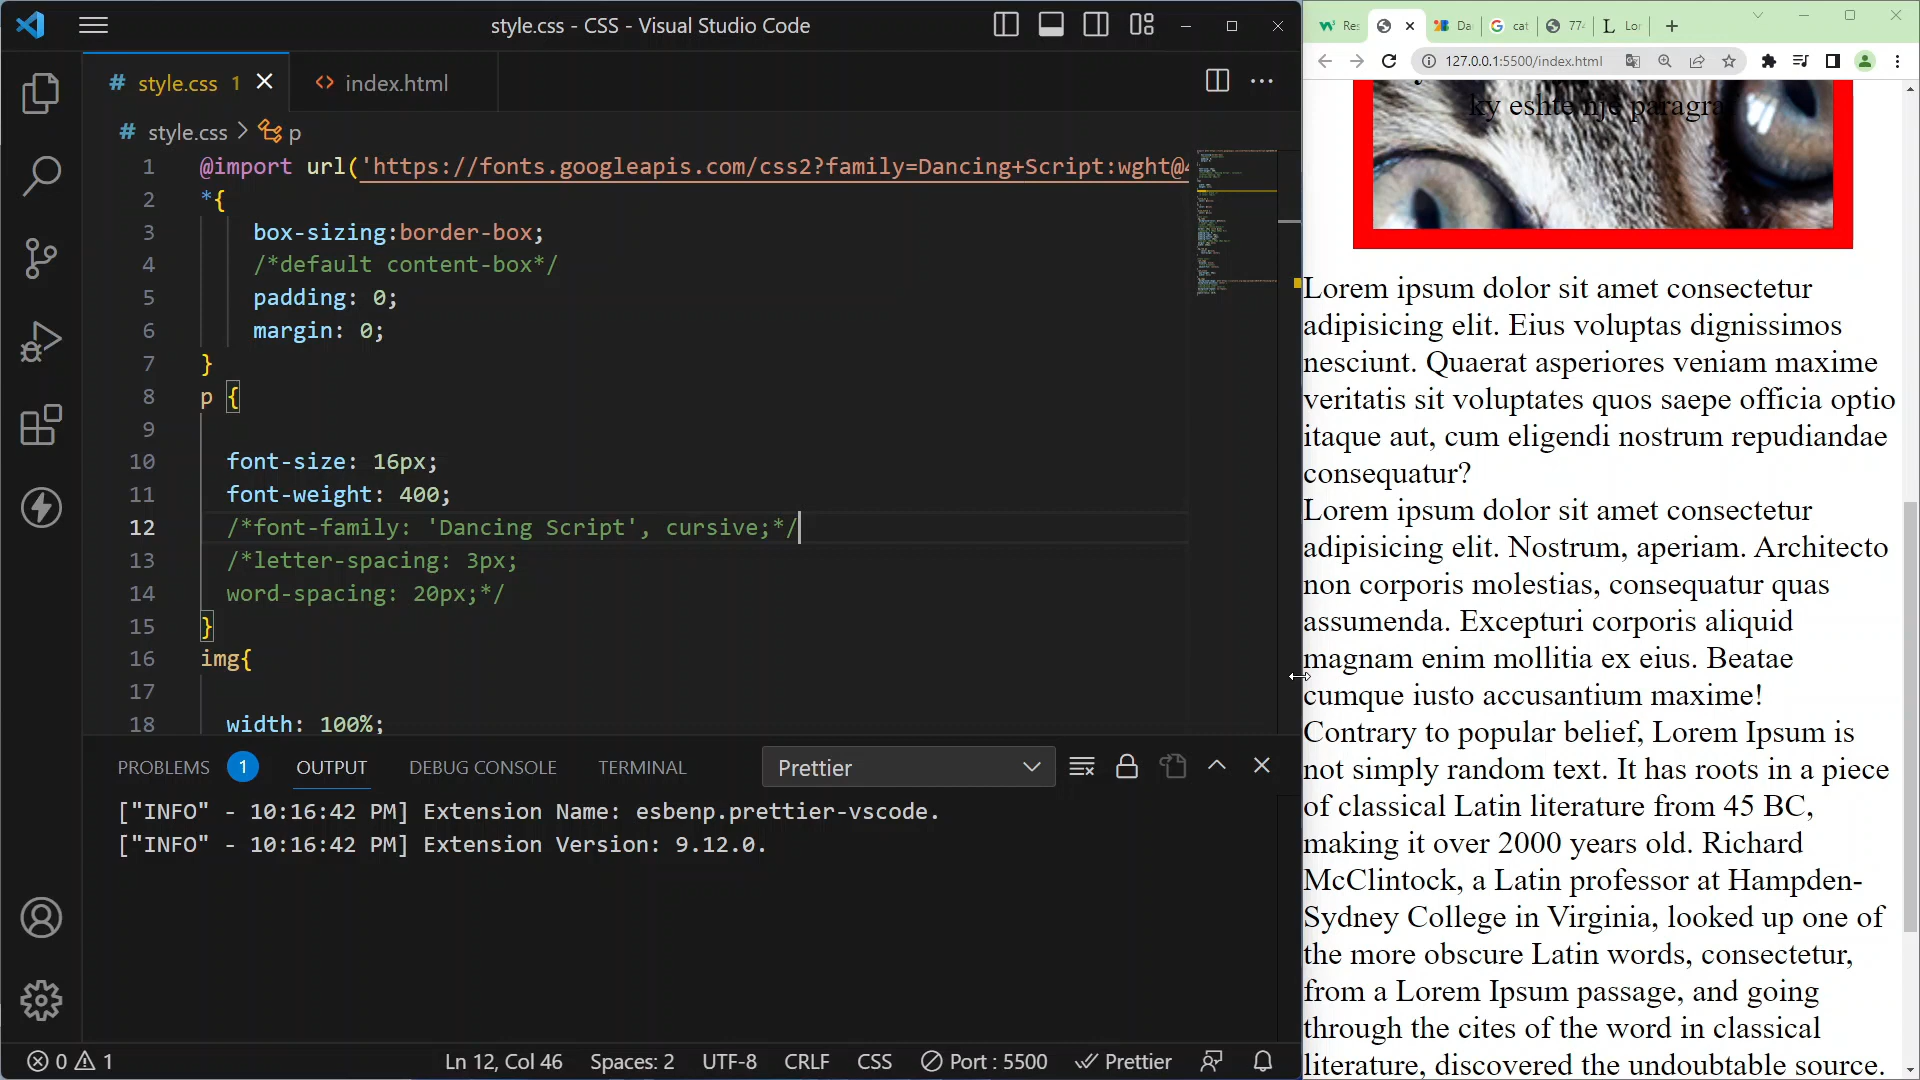 style.css - CSS - Visual Studio Code
# style.css 1
<> index.html
# style.css > p
1 @import url('https://fonts.googleapis.com/css2?family=Dancing+Script:wght@
2 *{
3 box-sizing:border-box;
4 /*default content-box*/
5 padding: 0;
6 margin: 0;
7 }
8 p {
9
10 font-size: 16px;
11 font-weight: 400;
12 /*font-family: 'Dancing Script', cursive;*/
13 /*letter-spacing: 3px;
14 word-spacing: 20px;*/
15 }
16 img{
17
18 width: 100%;
PROBLEMS 1 OUTPUT DEBUG CONSOLE TERMINAL
Prettier
["INFO" - 10:16:42 PM] Extension Name: esbenp.prettier-vscode.
["INFO" - 10:16:42 PM] Extension Version: 9.12.0.
0 1 Ln 12, Col 46 Spaces: 2 UTF-8 CRLF CSS Port : 5500 Prettier
Res Da cat 774 Lor
127.0.0.1:5500/index.html
ky eshte nje paragra
Lorem ipsum dolor sit amet consectetur
adipisicing elit. Eius voluptas dignissimos
nesciunt. Quaerat asperiores veniam maxime
veritatis sit voluptates quos saepe officia optio
itaque aut, cum eligendi nostrum repudiandae
consequatur?
Lorem ipsum dolor sit amet consectetur
adipisicing elit. Nostrum, aperiam. Architecto
non corporis molestias, consequatur quas
assumenda. Excepturi corporis aliquid
magnam enim mollitia ex eius. Beatae
cumque iusto accusantium maxime!
Contrary to popular belief, Lorem Ipsum is
not simply random text. It has roots in a piece
of classical Latin literature from 45 BC,
making it over 2000 years old. Richard
McClintock, a Latin professor at Hampden-
Sydney College in Virginia, looked up one of
the more obscure Latin words, consectetur,
from a Lorem Ipsum passage, and going
through the cites of the word in classical
literature, discovered the undoubtable source.